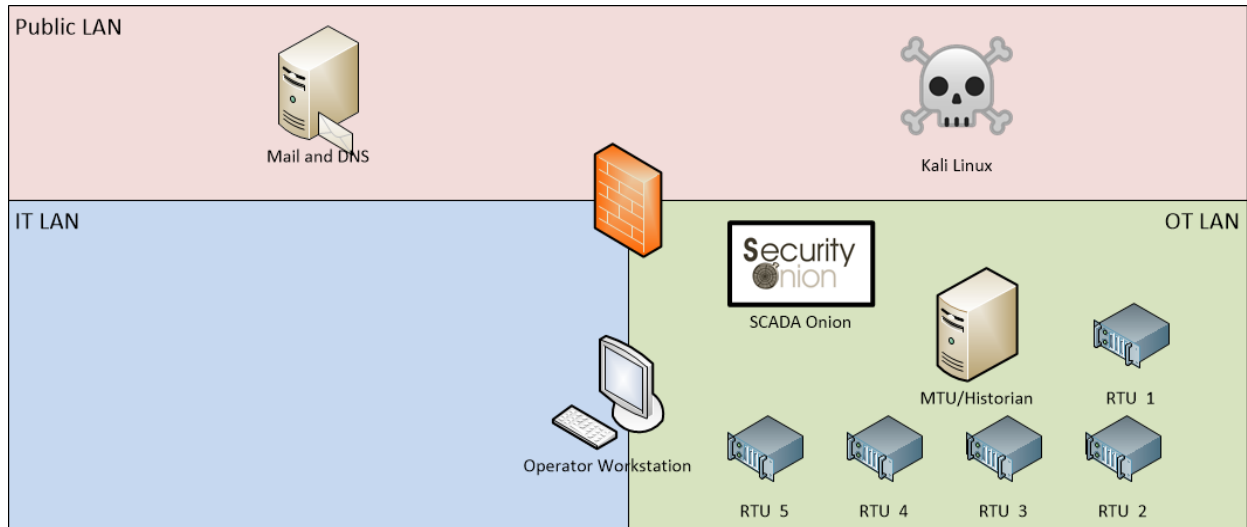 Public LAN
Mail and DNS
Kali Linux
IT LAN
OT LAN
Security
Onion
SCADA Onion
MTU/Historian
RTU 1
Operator Workstation
RTU 5
RTU 4
RTU 3
RTU 2